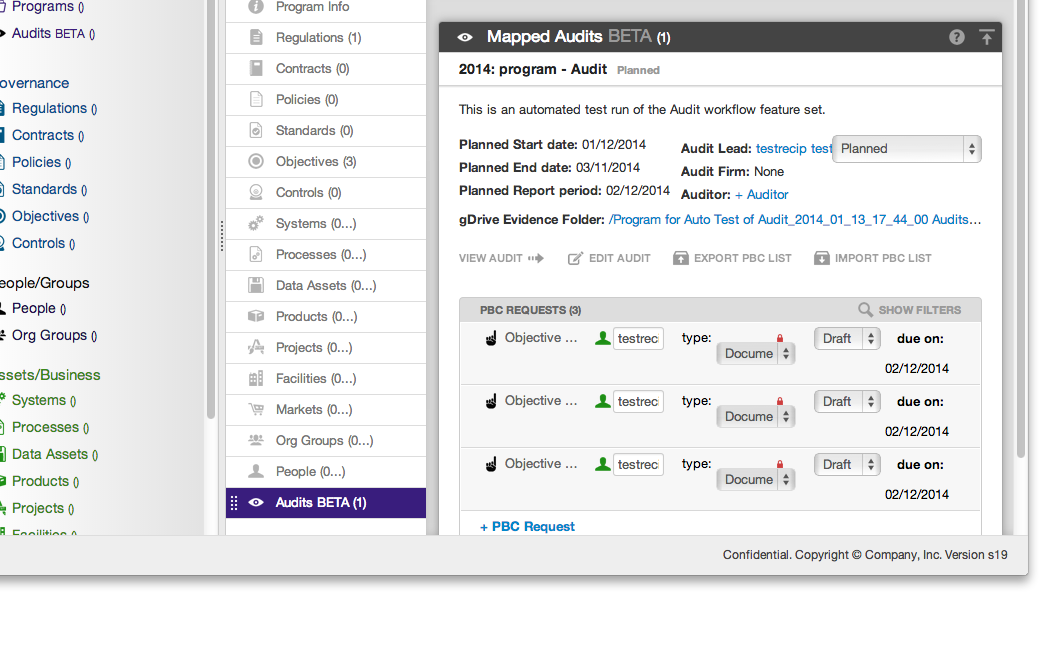 Programs ()
Audits BETA ()
overnance
Regulations ()
Contracts ()
Policies ()
Standards ()
Objectives ()
Controls ()
eople/Groups
People ()
Org Groups ()
ssets/Business
Systems ()
Processes ()
Data Assets ()
Products ()
Projects ()
Facilities ()
Program Info
Regulations (1)
Contracts (0)
Policies (0)
Standards (0)
Objectives (3)
Controls (0)
Systems (0...)
Processes (0...)
Data Assets (0...)
Products (0...)
Projects (0...)
Facilities (0...)
Markets (0...)
Org Groups (0...)
People (0...)
Audits BETA (1)
Mapped Audits BETA (1)
2014: program - Audit Planned
This is an automated test run of the Audit workflow feature set.
Planned Start date: 01/12/2014
Planned End date: 03/11/2014
Planned Report period: 02/12/2014
Audit Lead: testrecip test Planned
Audit Firm: None
Auditor: + Auditor
gDrive Evidence Folder: /Program for Auto Test of Audit_2014_01_13_17_44_00 Audits...
VIEW AUDIT EDIT AUDIT EXPORT PBC LIST IMPORT PBC LIST
PBC REQUESTS (3) SHOW FILTERS
Objective ... testrec type: Docume Draft due on:
02/12/2014
Objective ... testrec type: Docume Draft due on:
02/12/2014
Objective ... testrec type: Docume Draft due on:
02/12/2014
+ PBC Request
Confidential. Copyright © Company, Inc. Version s19